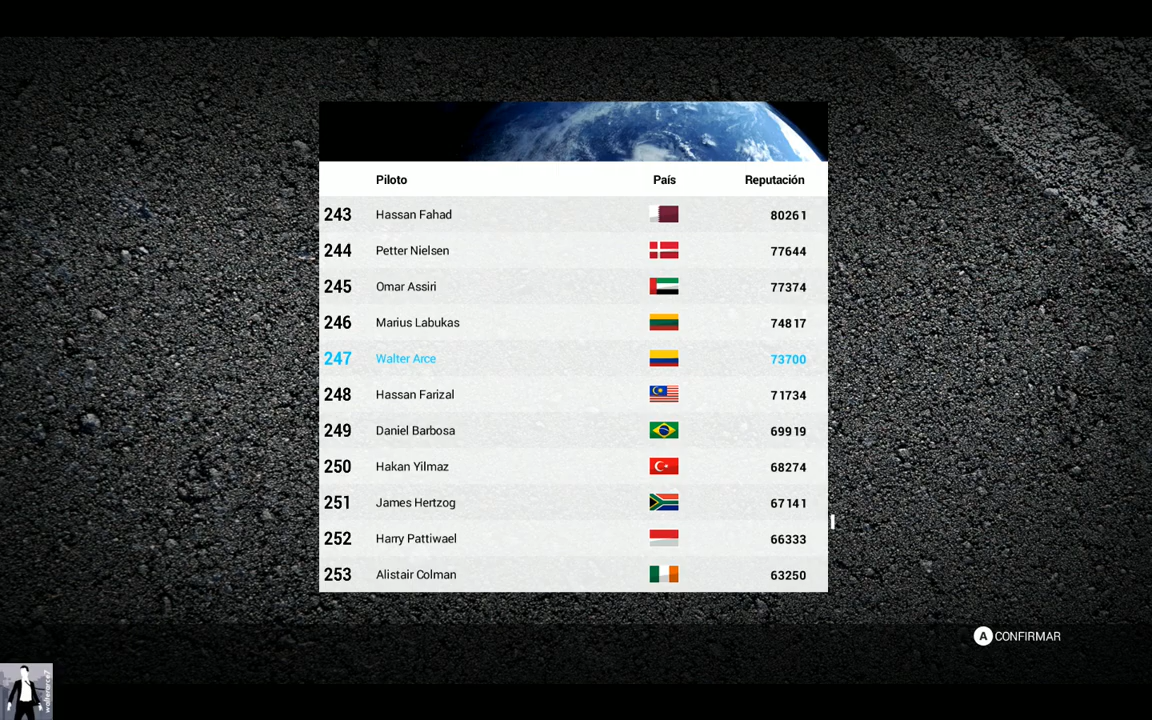 Piloto País Reputación
243 Hassan Fahad 80261
244 Petter Nielsen 77644
245 Omar Assiri 77374
246 Marius Labukas 74817
247 Walter Arce 73700
248 Hassan Farizal 71734
249 Daniel Barbosa 69919
250 Hakan Yilmaz 68274
251 James Hertzog 67141
252 Harry Pattiwael 66333
253 Alistair Colman 63250
A CONFIRMAR
walterarce7